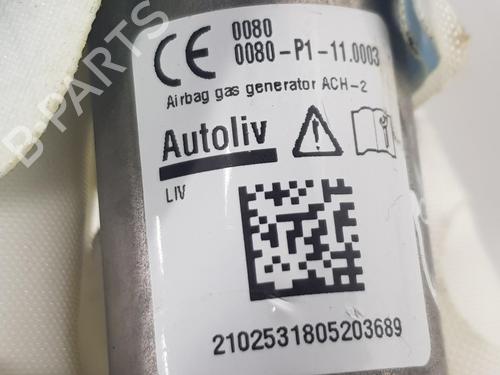 CE 0080
0080-P1-11.0003
Airbag gas generator ACH-2
Autoliv
LIV
2102531805203689
B-PARTS